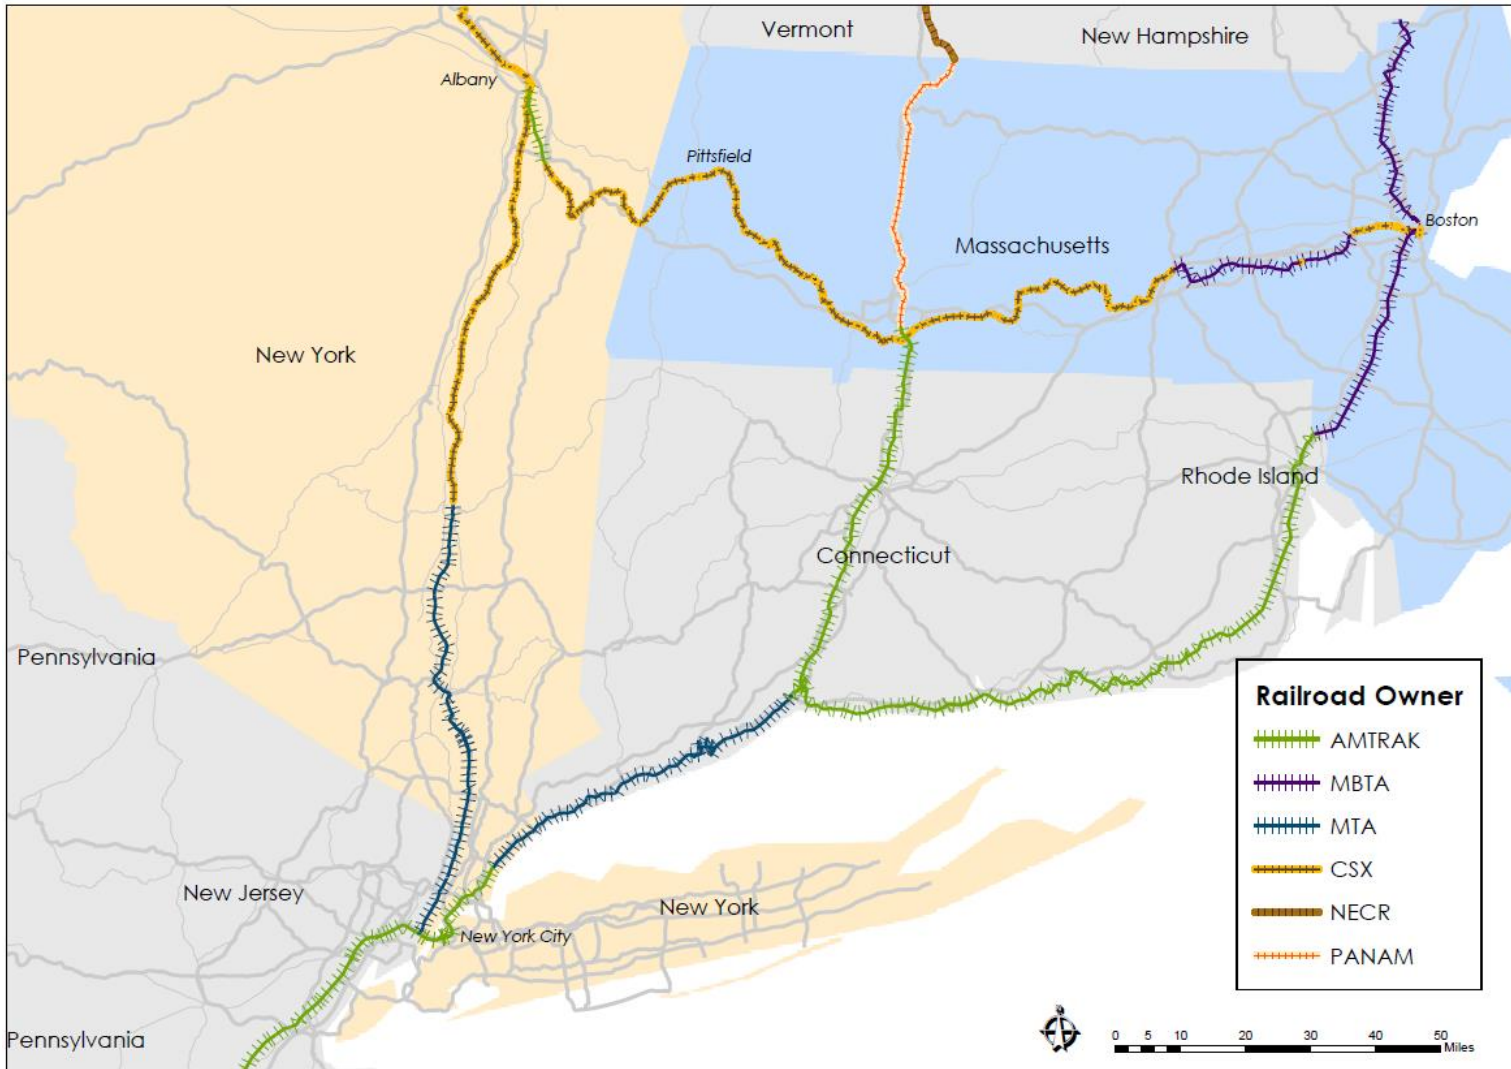 Vermont
New Hampshire
Albany
Pittsfield
Boston
Massachusetts
New York
Rhode Island
Connecticut
Pennsylvania
Railroad Owner
AMTRAK
MBTA
MTA
CSX
NECR
PANAM
New Jersey
New York
New York City
Pennsylvania
0 5 10 20 30 40 50
Miles